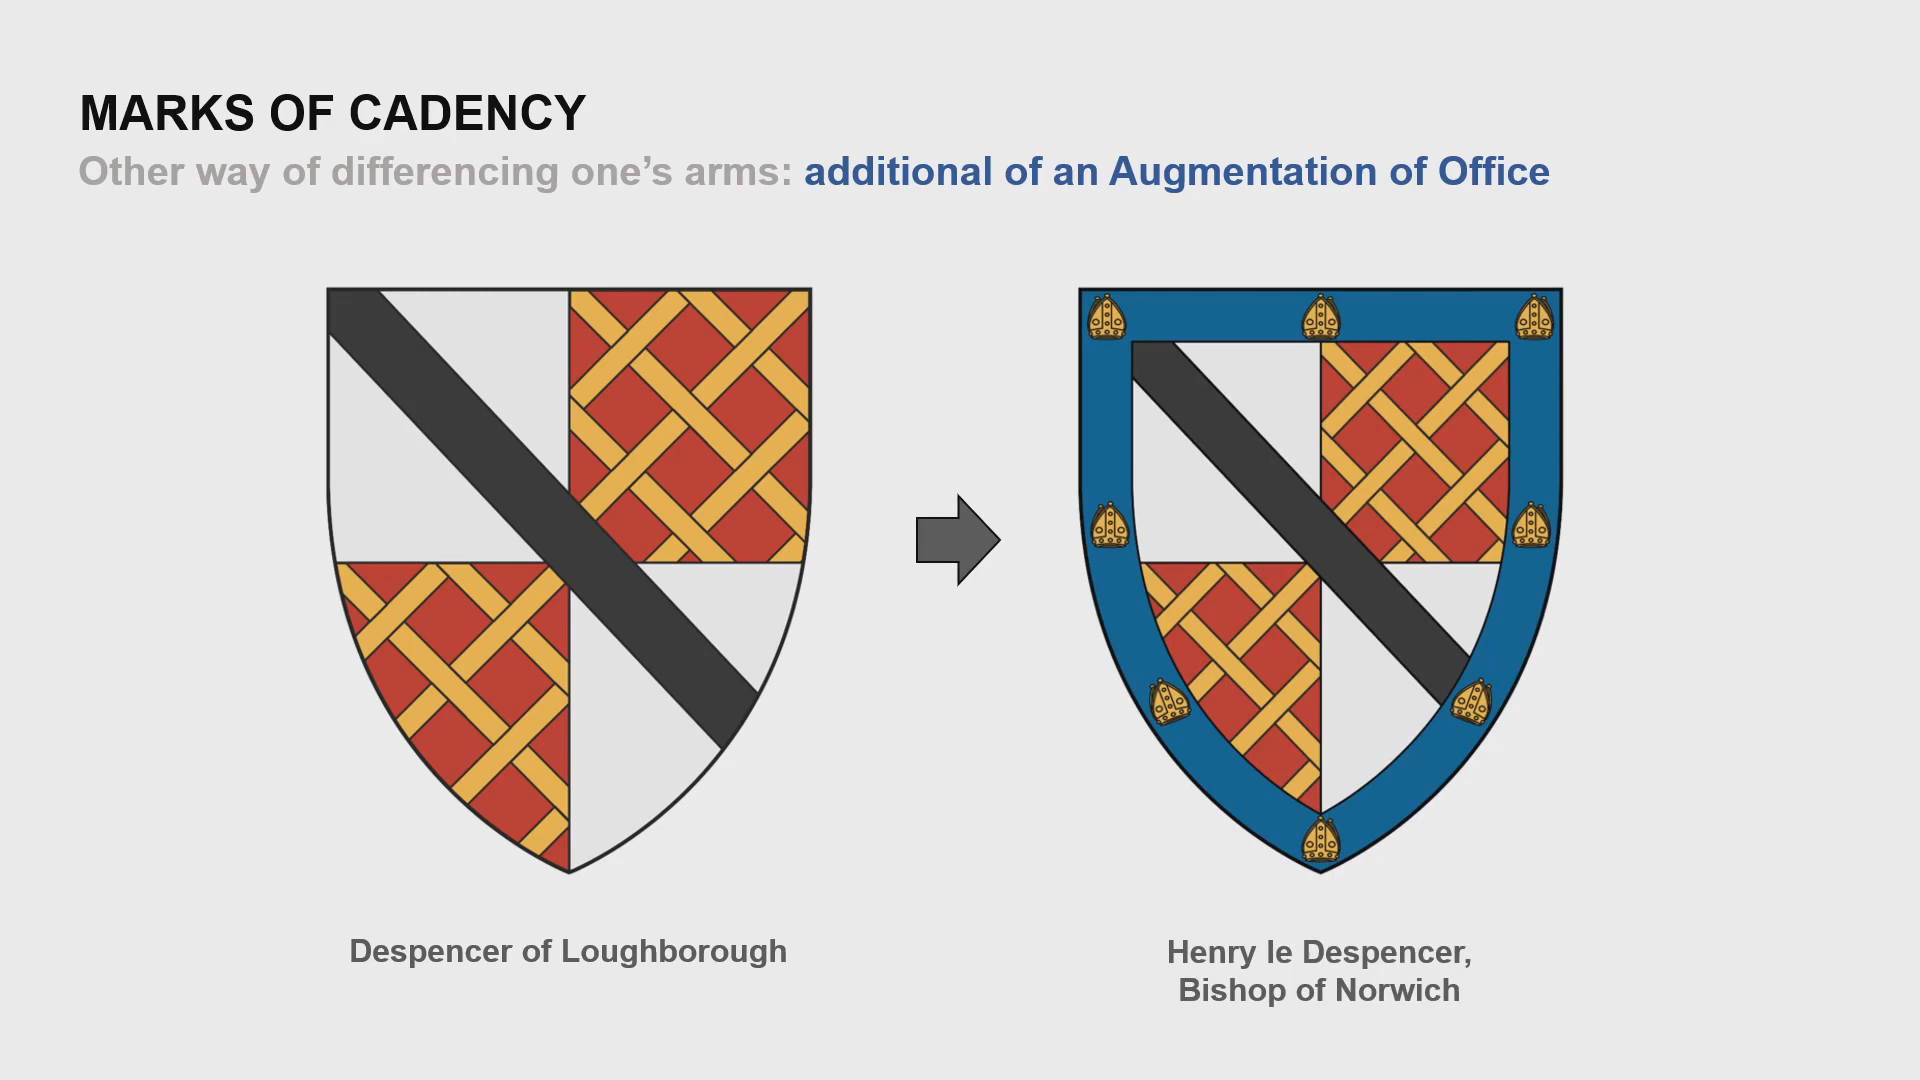 MARKS OF CADENCY
Other way of differencing one’s arms: additional of an Augmentation of Office
Despencer of Loughborough
Henry le Despencer,
Bishop of Norwich